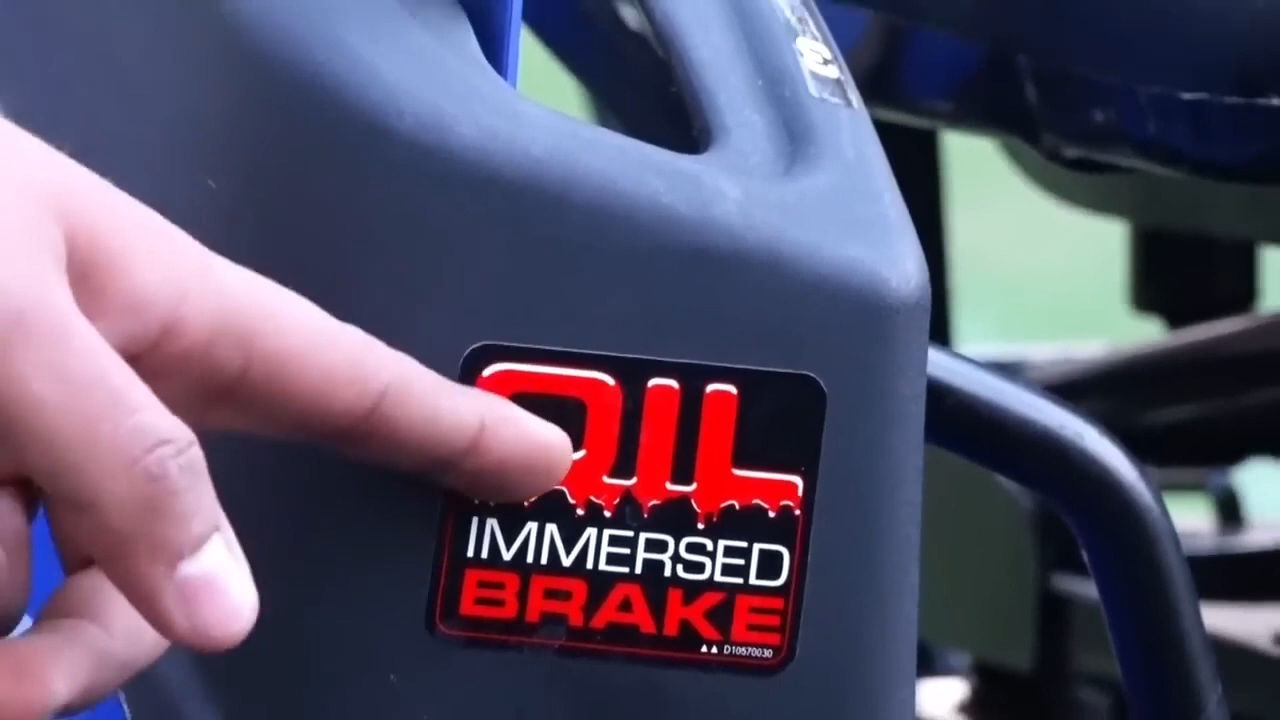 OIL
IMMERSED
BRAKE
▲▲ D10570030